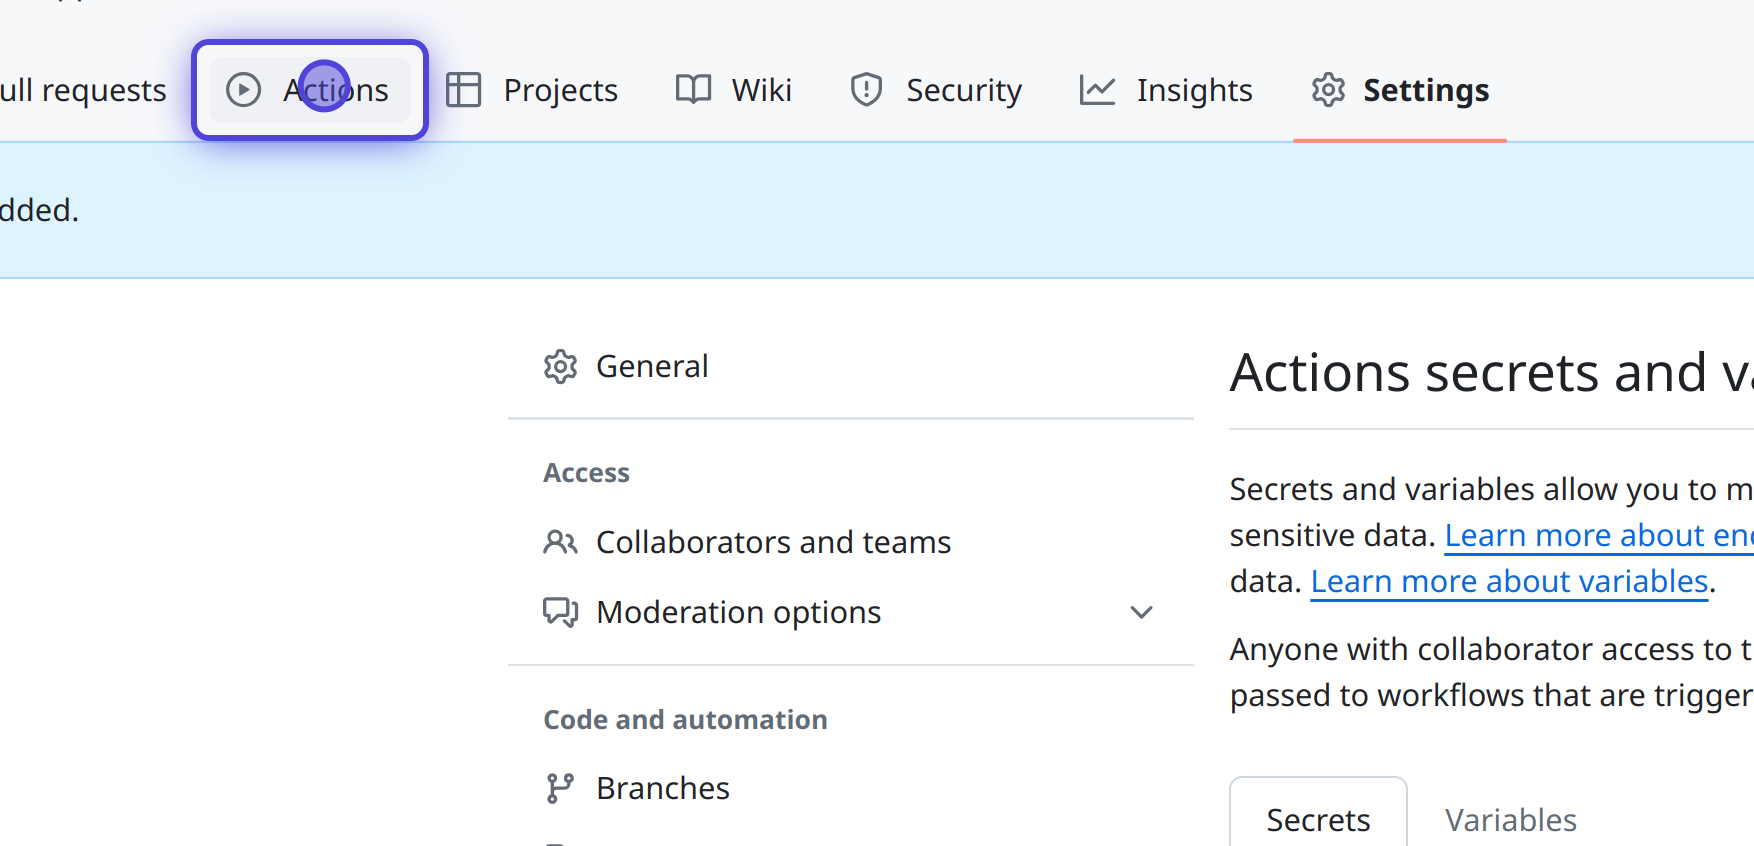 ull requests Actions Projects Wiki Security Insights Settings
dded.
General
Access
Collaborators and teams
Moderation options
Code and automation
Branches
Actions secrets and va
Secrets and variables allow you to m
sensitive data. Learn more about enc
data. Learn more about variables.
Anyone with collaborator access to t
passed to workflows that are trigger
Secrets Variables